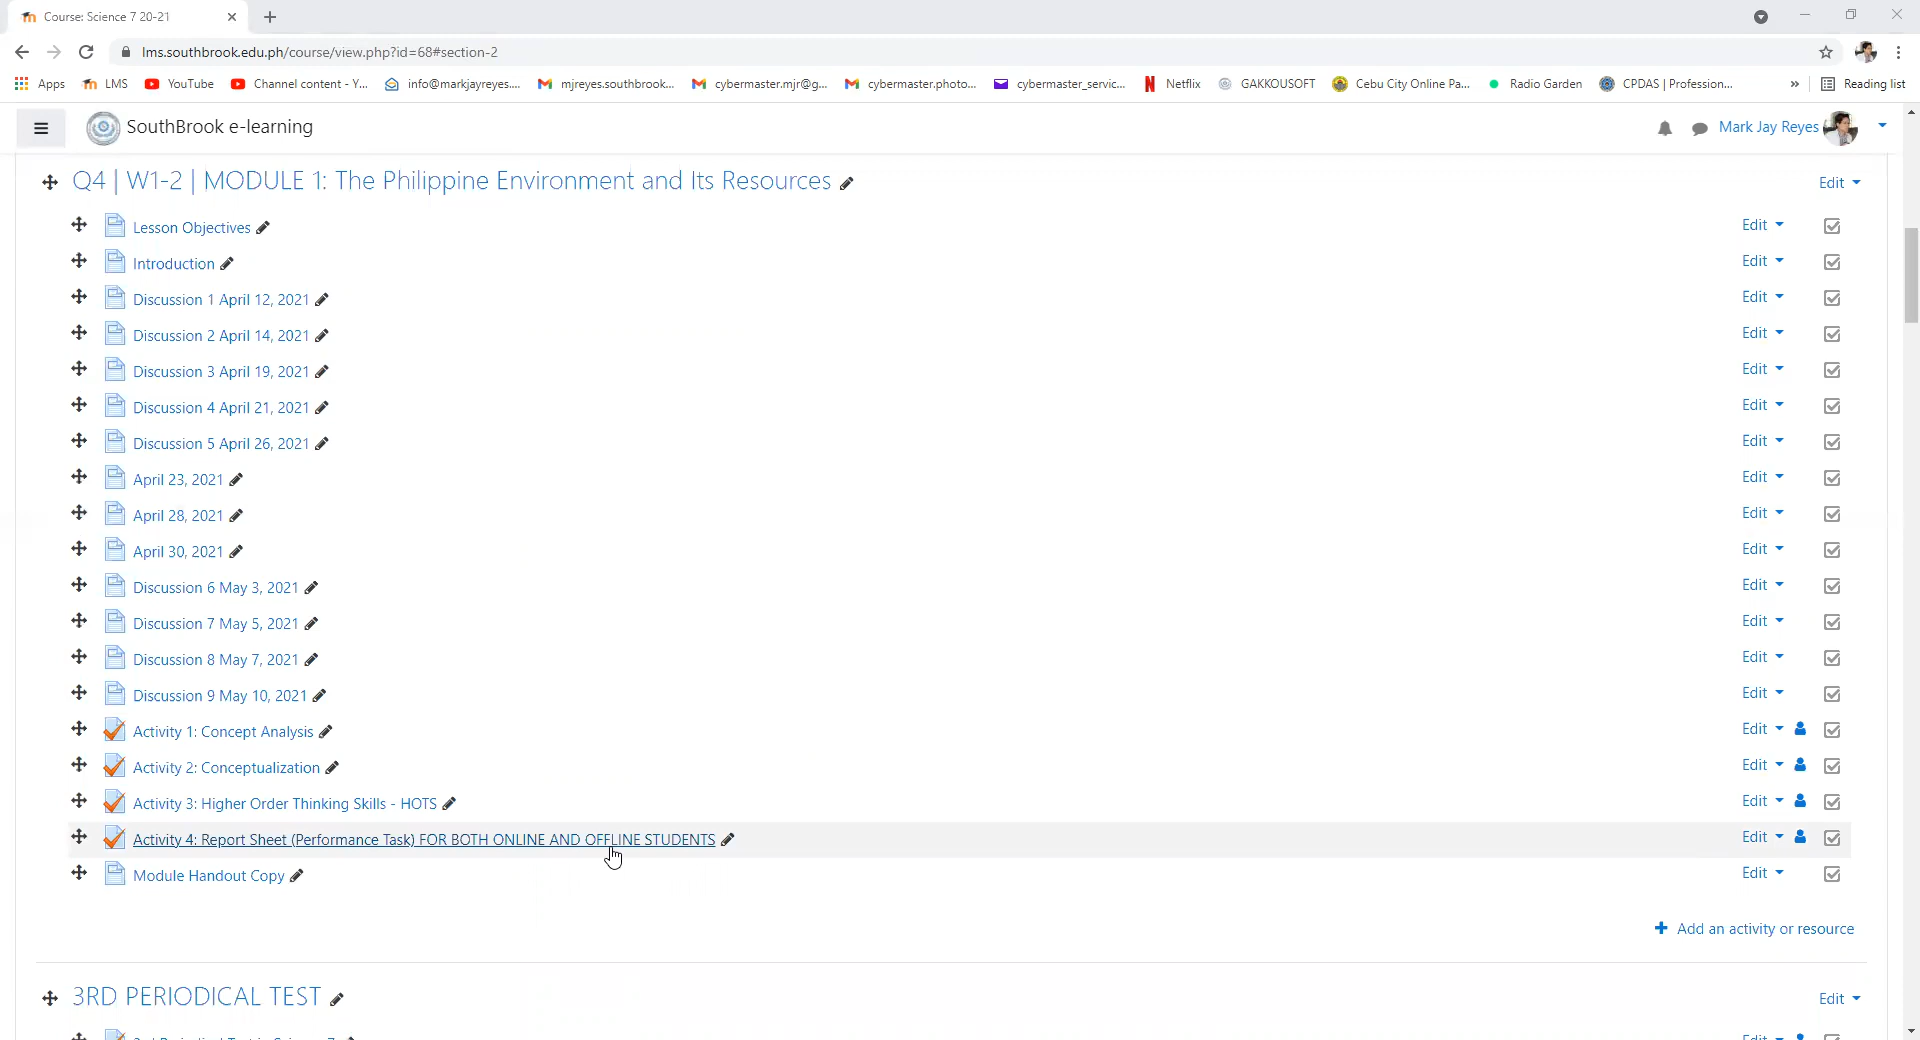 Course: Science 7 20-21
lms.southbrook.edu.ph/course/view.php?id=68#section-2
Apps LMS YouTube Channel content - Y... info@markjayreyes.... mjreyes.southbrook... cybermaster.mjr@g... cybermaster.photo... cybermaster_servic... Netflix GAKKOUSOFT Cebu City Online Pa... Radio Garden CPDAS | Profession... » Reading list
SouthBrook e-learning Mark Jay Reyes
Q4 | W1-2 | MODULE 1: The Philippine Environment and Its Resources Edit
Lesson Objectives Edit
Introduction Edit
Discussion 1 April 12, 2021 Edit
Discussion 2 April 14, 2021 Edit
Discussion 3 April 19, 2021 Edit
Discussion 4 April 21, 2021 Edit
Discussion 5 April 26, 2021 Edit
April 23, 2021 Edit
April 28, 2021 Edit
April 30, 2021 Edit
Discussion 6 May 3, 2021 Edit
Discussion 7 May 5, 2021 Edit
Discussion 8 May 7, 2021 Edit
Discussion 9 May 10, 2021 Edit
Activity 1: Concept Analysis Edit
Activity 2: Conceptualization Edit
Activity 3: Higher Order Thinking Skills - HOTS Edit
Activity 4: Report Sheet (Performance Task) FOR BOTH ONLINE AND OFFLINE STUDENTS Edit
Module Handout Copy Edit
Add an activity or resource
3RD PERIODICAL TEST Edit